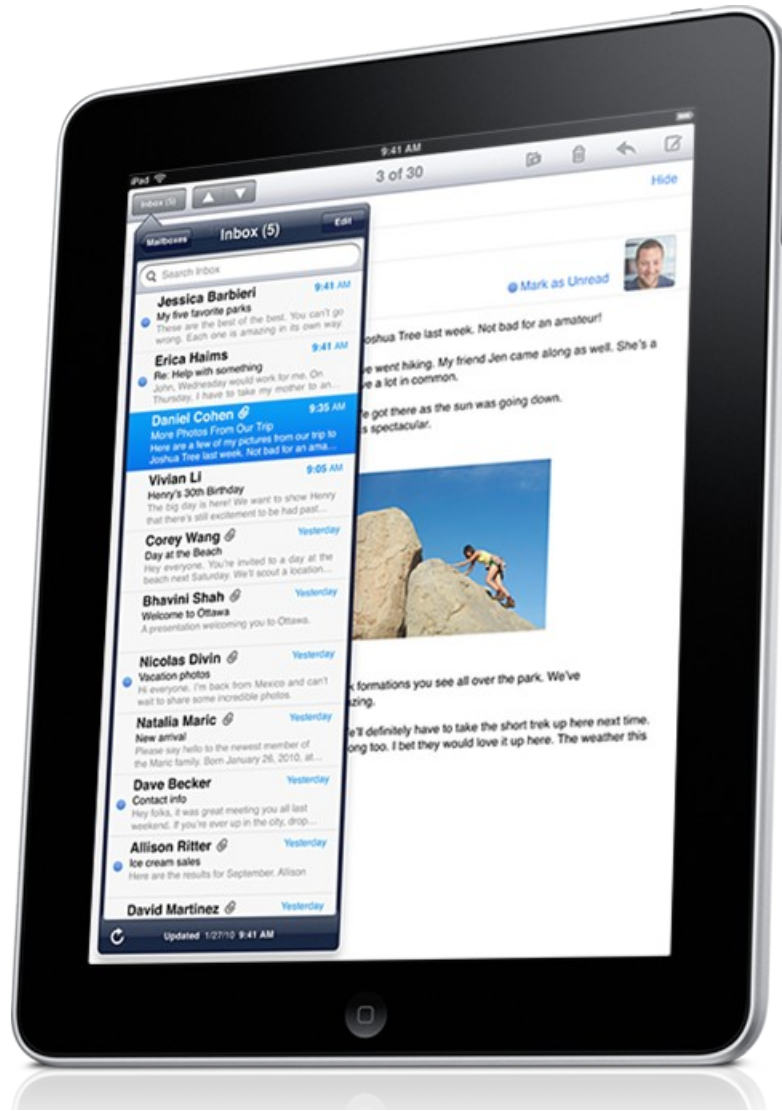 iPad 9:41 AM
Inbox (5) 3 of 30
Hide
Mailboxes Inbox (5) Edit
Search Inbox
Mark as Unread
Jessica Barbieri 9:41 AM
My five favorite parks
These are the best of the best. You can't go
wrong. Each one is amazing in its own way.
Erica Haims 9:41 AM
Re: Help with something
John, Wednesday would work for me. On
Thursday, I have to take my mother to an...
Daniel Cohen 9:35 AM
More Photos From Our Trip
Here are a few of my pictures from our trip to
Joshua Tree last week. Not bad for an ama...
Vivian Li 9:05 AM
Henry's 30th Birthday
The big day is here! We want to show Henry
that there's still excitement to be had past...
Corey Wang Yesterday
Day at the Beach
Hey everyone. You're invited to a day at the
beach next Saturday. We'll scout a location...
Bhavini Shah Yesterday
Welcome to Ottawa
A presentation welcoming you to Ottawa.
Nicolas Divin Yesterday
Vacation photos
Hi everyone. I'm back from Mexico and can't
wait to share some incredible photos.
Natalia Maric Yesterday
New arrival
Please say hello to the newest member of
the Maric family. Born January 26, 2010, at...
Dave Becker Yesterday
Contact info
Hey folks, it was great meeting you all last
weekend. If you're ever up in the city, drop...
Allison Ritter Yesterday
Ice cream sales
Here are the results for September. Allison
David Martinez Yesterday
Updated 1/27/10 9:41 AM
oshua Tree last week. Not bad for an amateur!
e went hiking. My friend Jen came along as well. She's a
ve a lot in common.
e got there as the sun was going down.
s spectacular.
k formations you see all over the park. We've
zing.
e'll definitely have to take the short trek up here next time.
ong too. I bet they would love it up here. The weather this